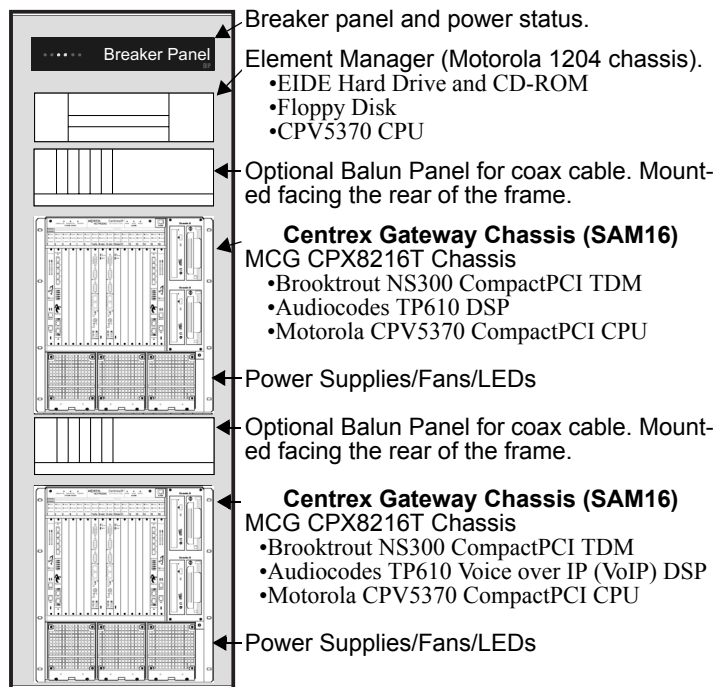 Breaker panel and power status.
Breaker Panel
BP
Element Manager (Motorola 1204 chassis).
•EIDE Hard Drive and CD-ROM
•Floppy Disk
•CPV5370 CPU
Optional Balun Panel for coax cable. Mount-
ed facing the rear of the frame.
Centrex Gateway Chassis (SAM16)
MCG CPX8216T Chassis
•Brooktrout NS300 CompactPCI TDM
•Audiocodes TP610 DSP
•Motorola CPV5370 CompactPCI CPU
Power Supplies/Fans/LEDs
Optional Balun Panel for coax cable. Mount-
ed facing the rear of the frame.
Centrex Gateway Chassis (SAM16)
MCG CPX8216T Chassis
•Brooktrout NS300 CompactPCI TDM
•Audiocodes TP610 Voice over IP (VoIP) DSP
•Motorola CPV5370 CompactPCI CPU
Power Supplies/Fans/LEDs